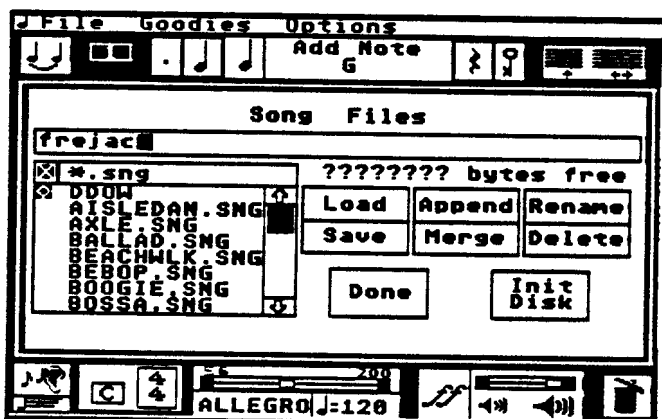 File Goodies Options
Add Note
G
Song Files
frejac
*.sng
???????? bytes free
DDOW
AISLEDAN.SNG
AXLE.SNG
BALLAD.SNG
BEACHWLK.SNG
BEBOP.SNG
BOOGIE.SNG
BOSSA.SNG
Load Append Rename
Save Merge Delete
Done
Init
Disk
C
4
4
200
ALLEGRO ♩=120
ff